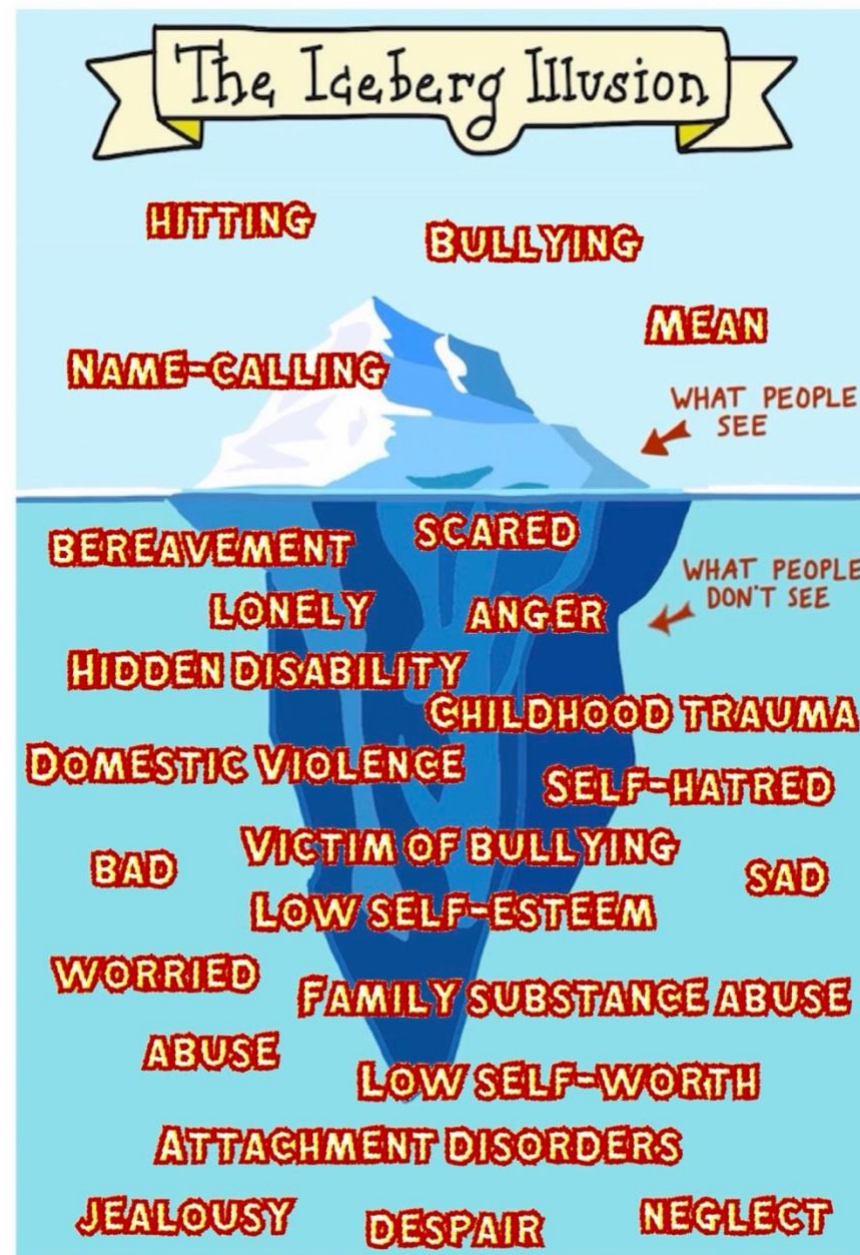 The Iceberg Illusion
HITTING
BULLYING
MEAN
NAME-CALLING
WHAT PEOPLE
SEE
BEREAVEMENT
SCARED
WHAT PEOPLE
DON'T SEE
LONELY
ANGER
HIDDEN DISABILITY
CHILDHOOD TRAUMA
DOMESTIC VIOLENCE
SELF-HATRED
VICTIM OF BULLYING
BAD
SAD
LOW SELF-ESTEEM
WORRIED
FAMILY SUBSTANCE ABUSE
ABUSE
LOW SELF-WORTH
ATTACHMENT DISORDERS
JEALOUSY
DESPAIR
NEGLECT